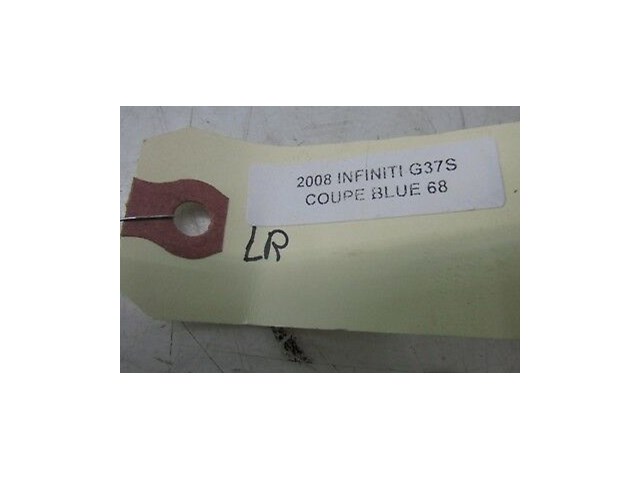 2008 INFINITI G37S
COUPE BLUE 68
LR